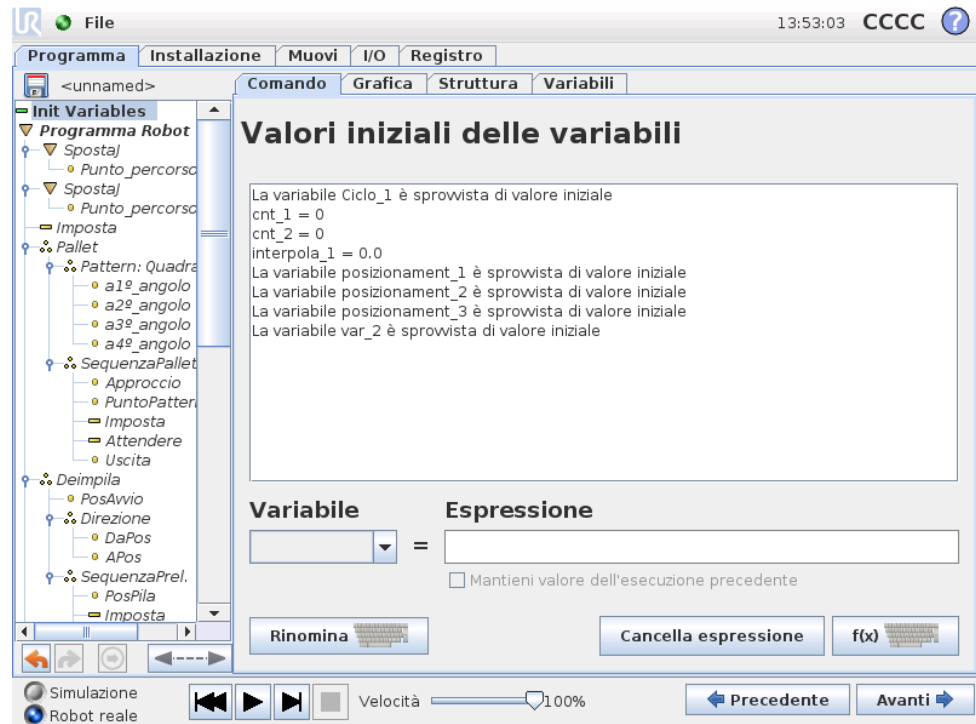 UR File 13:53:03 CCCC ?
Programma Installazione Muovi I/O Registro
<unnamed>
Comando Grafica Struttura Variabili
Init Variables
Programma Robot
SpostaJ
Punto_percorso
SpostaJ
Punto_percorso
Imposta
Pallet
Pattern: Quadra
a1º_angolo
a2º_angolo
a3º_angolo
a4º_angolo
SequenzaPallet
Approccio
PuntoPatter
Imposta
Attendere
Uscita
Deimpila
PosAvvio
Direzione
DaPos
APos
SequenzaPrel.
PosPila
Imposta
Valori iniziali delle variabili
La variabile Ciclo_1 è sprovvista di valore iniziale
cnt_1 = 0
cnt_2 = 0
interpola_1 = 0.0
La variabile posizionament_1 è sprovvista di valore iniziale
La variabile posizionament_2 è sprovvista di valore iniziale
La variabile posizionament_3 è sprovvista di valore iniziale
La variabile var_2 è sprovvista di valore iniziale
Variabile Espressione
=
Mantieni valore dell'esecuzione precedente
Rinomina Cancella espressione f(x)
Simulazione
Robot reale
Velocità 100% Precedente Avanti